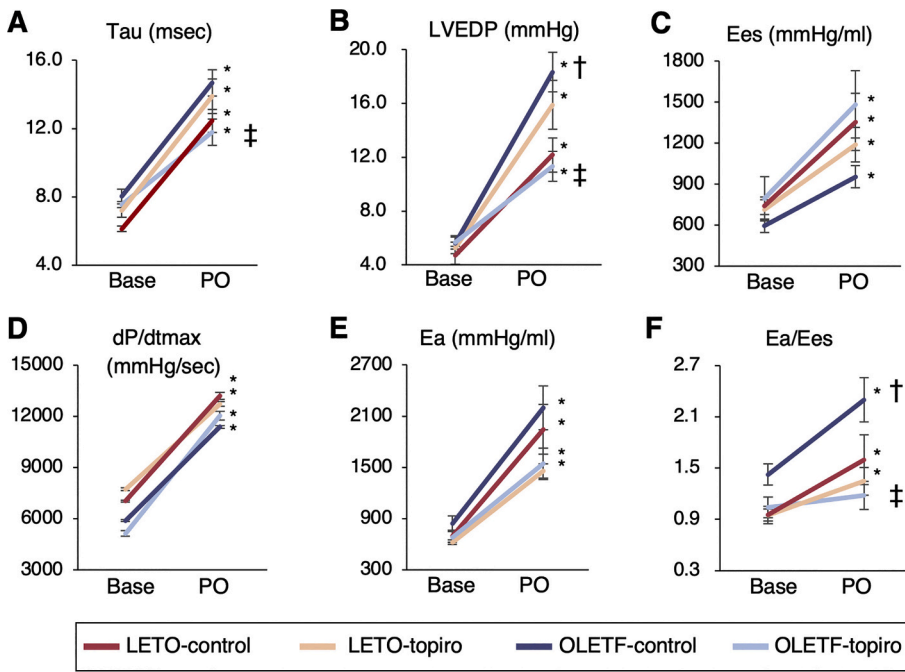 A
Tau (msec)
16.0
12.0
8.0
4.0
Base
PO
*
*
*
*
‡
B
LVEDP (mmHg)
20.0
16.0
12.0
8.0
4.0
Base
PO
* †
*
*
* ‡
C
Ees (mmHg/ml)
1800
1500
1200
900
600
300
Base
PO
*
*
*
*
D
dP/dtmax
(mmHg/sec)
15000
12000
9000
6000
3000
Base
PO
*
*
*
*
E
Ea (mmHg/ml)
2700
2100
1500
900
300
Base
PO
*
*
*
*
F
Ea/Ees
2.7
2.1
1.5
0.9
0.3
Base
PO
* †
*
*
‡
LETO-control
LETO-topiro
OLETF-control
OLETF-topiro